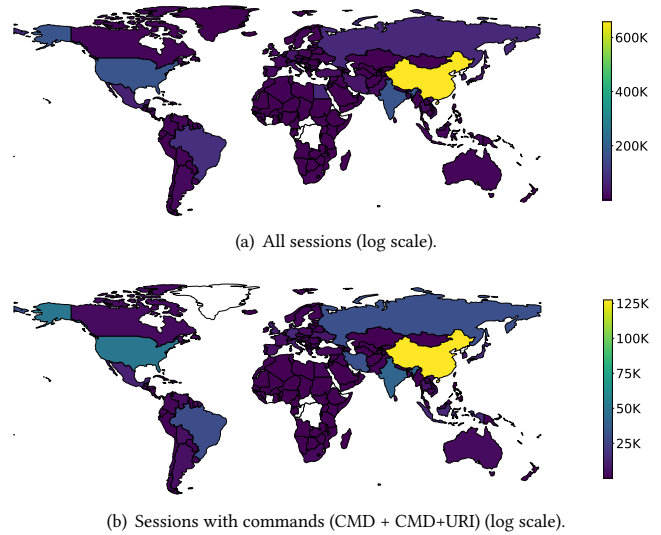 600K
400K
200K
(a) All sessions (log scale).
125K
100K
75K
50K
25K
(b) Sessions with commands (CMD + CMD+URI) (log scale).